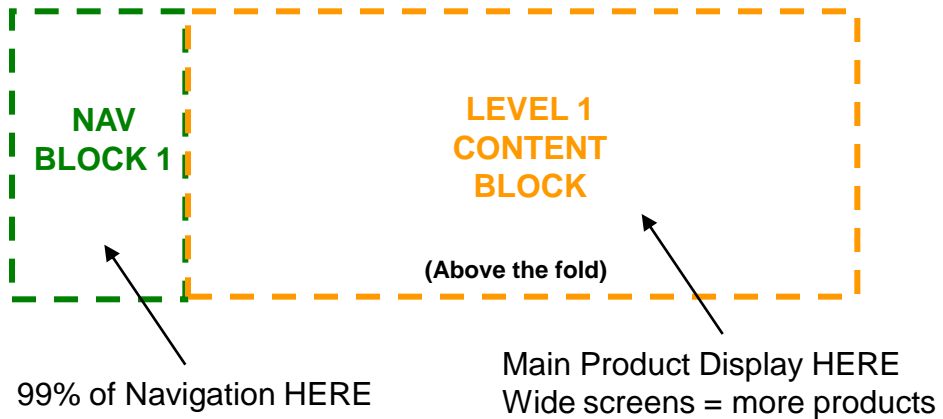 NAV
BLOCK 1
LEVEL 1
CONTENT
BLOCK
(Above the fold)
99% of Navigation HERE
Main Product Display HERE
Wide screens = more products